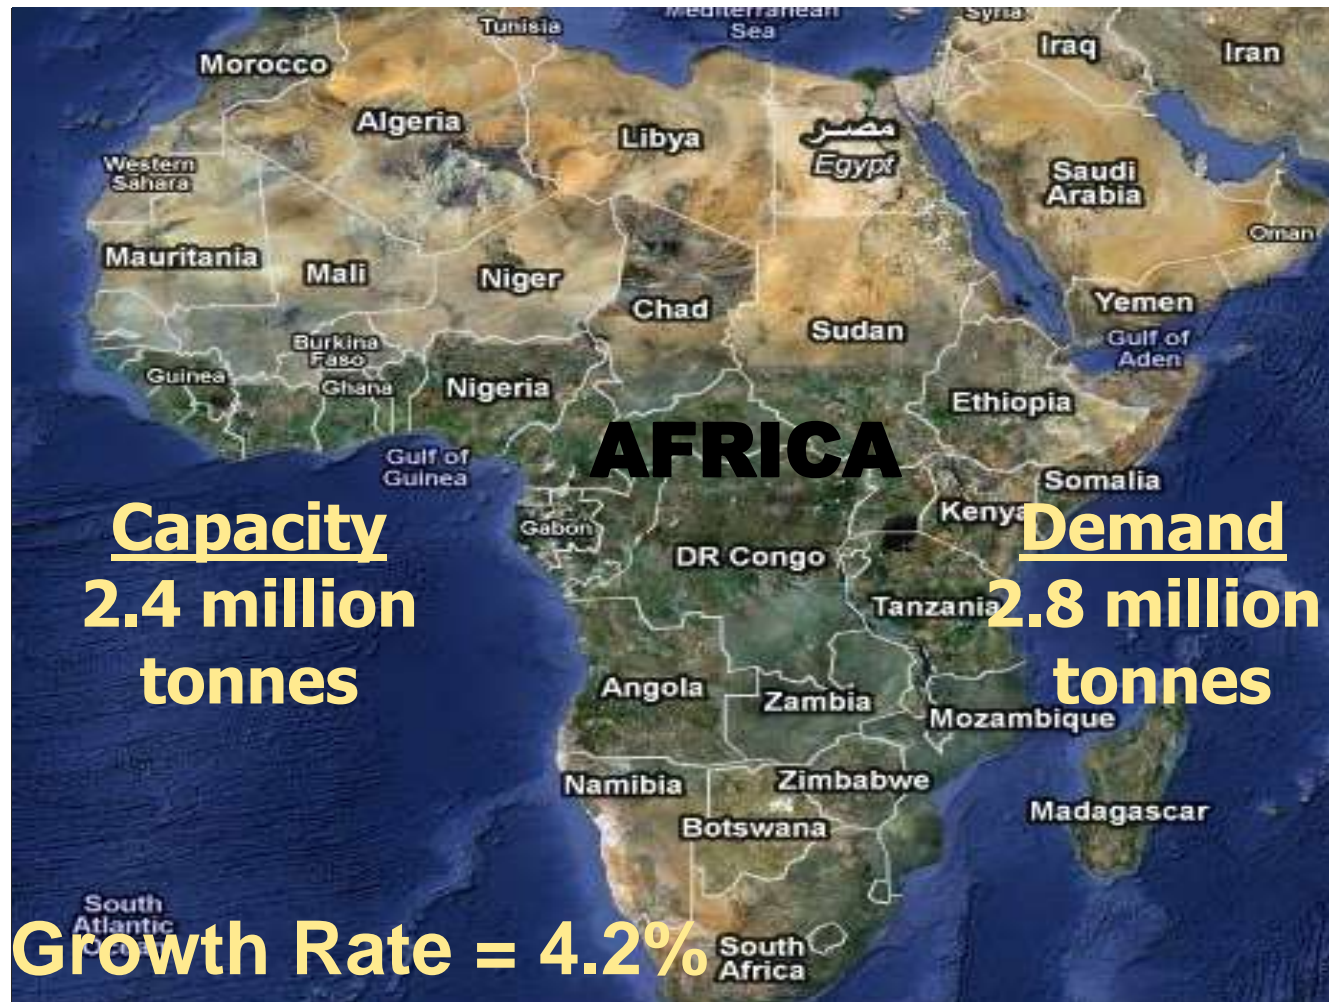 Mediterranean
Sea
Syria
Tunisia
Iraq
Iran
Morocco
Algeria
Libya
مصر
Egypt
Western
Sahara
Saudi
Arabia
Oman
Mauritania
Mali
Niger
Chad
Sudan
Yemen
Gulf of
Aden
Burkina
Faso
Guinea
Ghana
Nigeria
Ethiopia
AFRICA
Gulf of
Guinea
Somalia
Kenya
Gabon
Capacity
2.4 million
tonnes
DR Congo
Tanzania
Demand
2.8 million
tonnes
Angola
Zambia
Mozambique
Namibia
Zimbabwe
Botswana
Madagascar
South
Atlantic
Ocean
Growth Rate = 4.2%
South
Africa